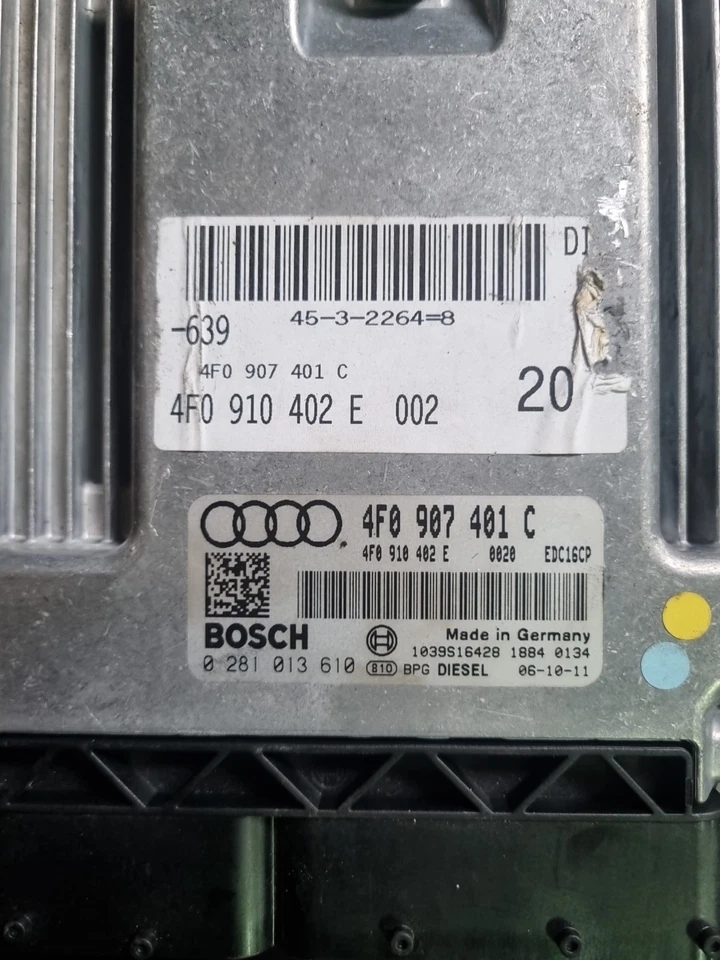 DI
45-3-2264=8
-639
4F0 907 401 C
4F0 910 402 E 002
20
4F0 907 401 C
4F0 910 402 E 0020 EDC16CP
BOSCH
Made in Germany
1039S16428 1884 0134
0 281 013 610 810 BPG DIESEL 06-10-11